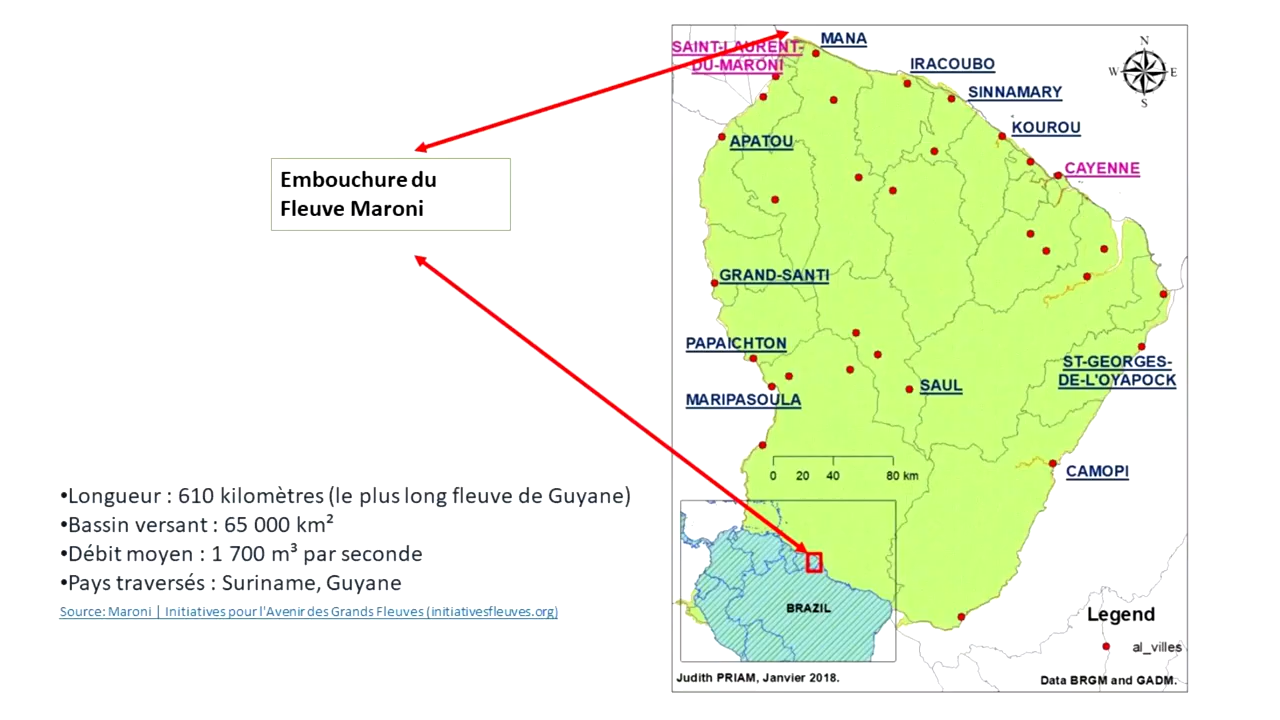 SAINT-LAURENT-
DU-MARONI
MANA
IRACOUBO
SINNAMARY
KOUROU
CAYENNE
APATOU
N
W
E
S
Embouchure du
Fleuve Maroni
GRAND-SANTI
PAPAICHTON
MARIPASOULA
SAUL
ST-GEORGES-
DE-L'OYAPOCK
CAMOPI
0 20 40 80 km
•Longueur : 610 kilomètres (le plus long fleuve de Guyane)
•Bassin versant : 65 000 km²
•Débit moyen : 1 700 m³ par seconde
•Pays traversés : Suriname, Guyane
Source: Maroni | Initiatives pour l'Avenir des Grands Fleuves (initiativesfleuves.org)
BRAZIL
Legend
al_villes
Judith PRIAM, Janvier 2018.
Data BRGM and GADM.